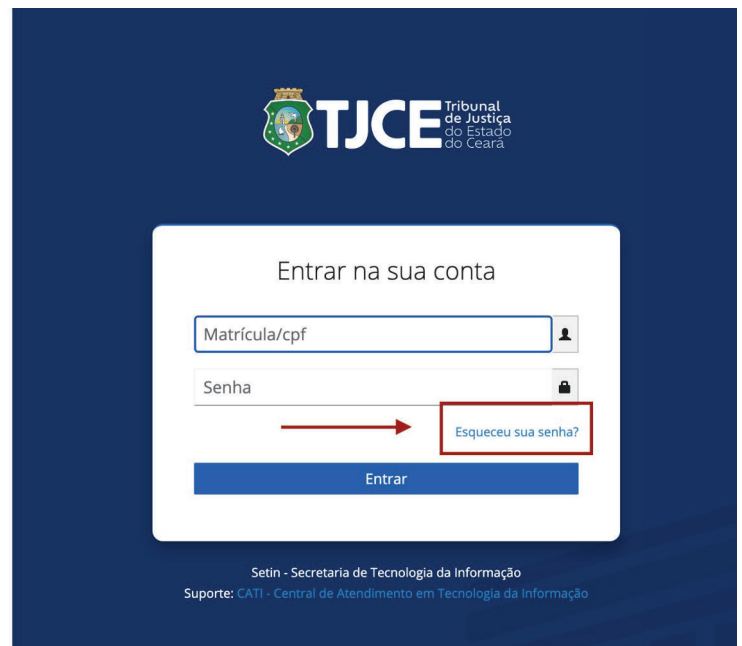 TJCE
Tribunal
de Justiça
do Estado
do Ceará
Entrar na sua conta
Matrícula/cpf
Senha
Esqueceu sua senha?
Entrar
Setin - Secretaria de Tecnologia da Informação
Suporte: CATI - Central de Atendimento em Tecnologia da Informação